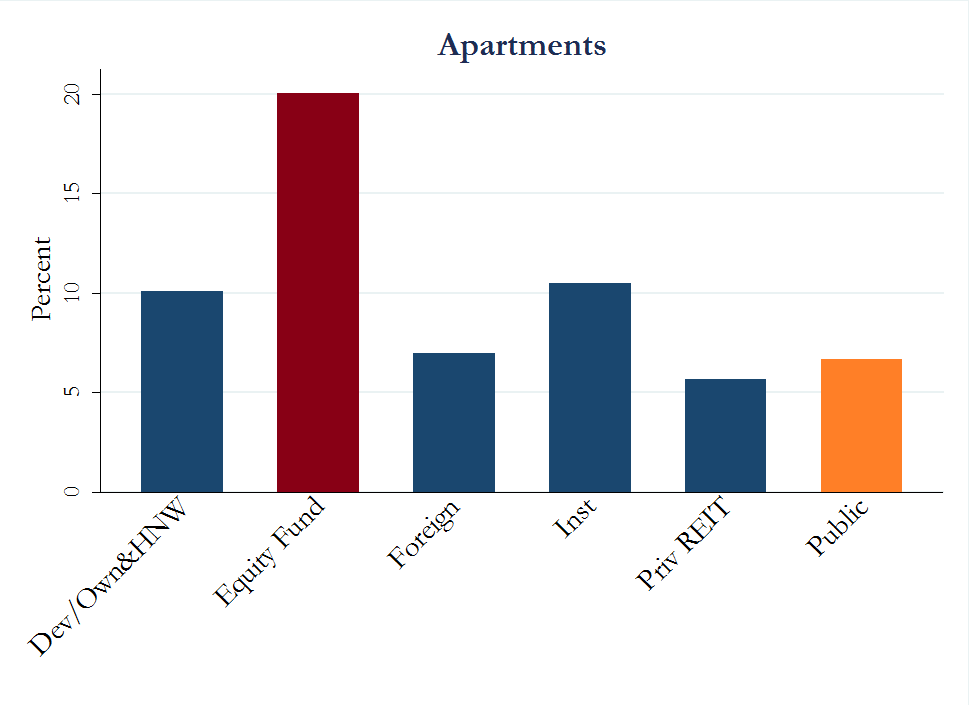 Apartments
Percent
20
15
10
5
0
Dev/Own&HNW
Equity Fund
Foreign
Inst
Priv REIT
Public